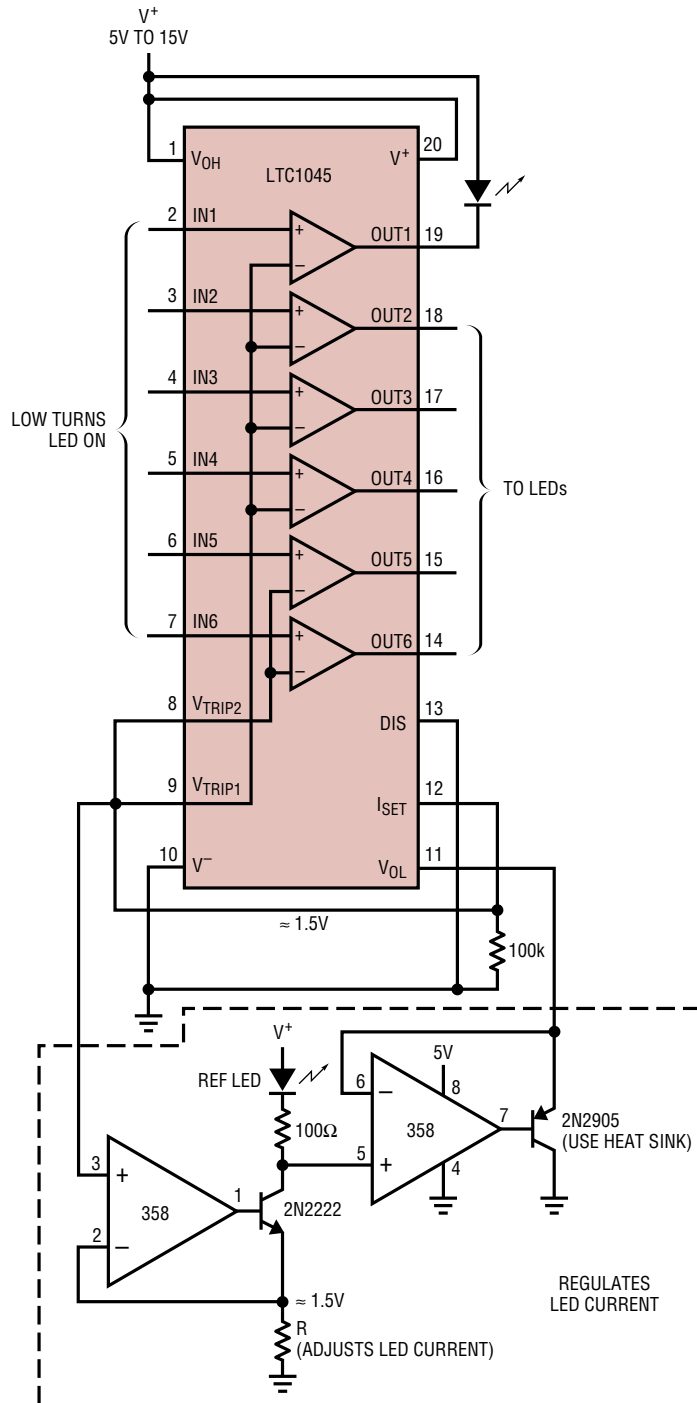 V+
5V TO 15V
1
VOH
LTC1045
V+
20
2
IN1
+
−
OUT1
19
3
IN2
+
−
OUT2
18
4
IN3
+
−
OUT3
17
LOW TURNS
LED ON
5
IN4
+
−
OUT4
16
TO LEDs
6
IN5
+
−
OUT5
15
7
IN6
+
−
OUT6
14
8
VTRIP2
DIS
13
9
VTRIP1
ISET
12
10
V−
VOL
11
≈ 1.5V
100k
V+
REF LED
100Ω
5V
6
−
8
358
7
5
+
4
2N2905
(USE HEAT SINK)
3
+
358
1
2
−
2N2222
≈ 1.5V
R
(ADJUSTS LED CURRENT)
REGULATES
LED CURRENT